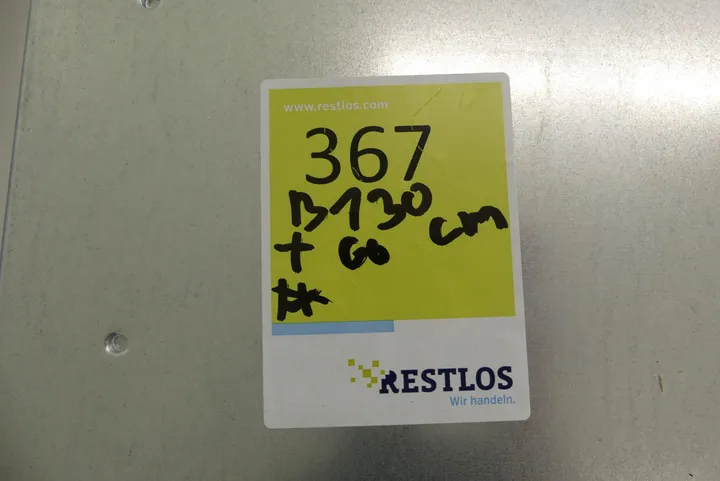 www.restlos.com
367
B130
+ 60 cm
RESTLOS
Wir handeln.